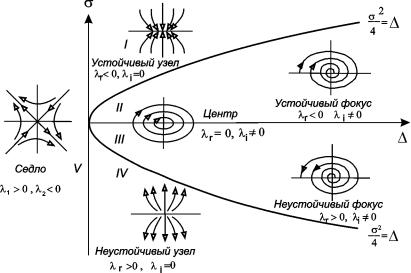 σ
σ²/4 = Δ
I
Устойчивый узел
λr< 0, λi=0
II
Центр
λr = 0, λi≠ 0
Устойчивый фокус
λr<0 λi ≠ 0
Δ
III
IV
V
Седло
λ1 > 0 , λ2 < 0
Неустойчивый фокус
λr> 0, λi≠ 0
σ²/4 = Δ
Неустойчивый узел
λr >0 , λi =0